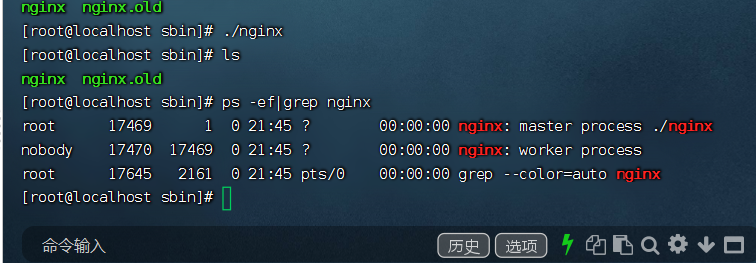 nginx  nginx.old
[root@localhost sbin]# ./nginx
[root@localhost sbin]# ls
nginx  nginx.old
[root@localhost sbin]# ps -ef|grep nginx
root      17469      1  0 21:45 ?        00:00:00 nginx: master process ./nginx
nobody    17470  17469  0 21:45 ?        00:00:00 nginx: worker process
root      17645   2161  0 21:45 pts/0    00:00:00 grep --color=auto nginx
[root@localhost sbin]#
命令输入 历史 选项